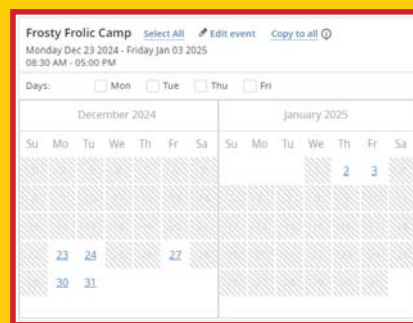 Frosty Frolic Camp Select All Edit event Copy to all
Monday Dec 23 2024 - Friday Jan 03 2025
08:30 AM - 05:00 PM
Days: Mon Tue Thu Fri
December 2024 January 2025
Su Mo Tu We Th Fr Sa Su Mo Tu We Th Fr Sa
2 3
23 24 27
30 31